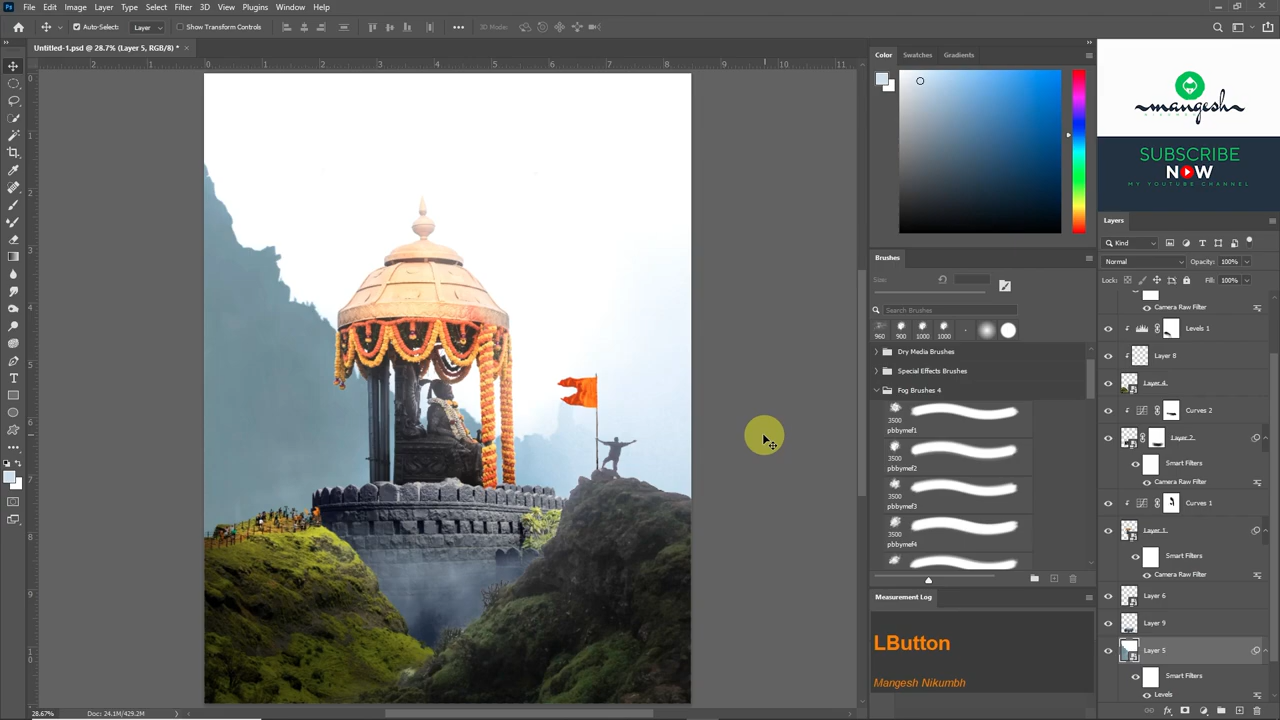 File Edit Image Layer Type Select Filter 3D View Plugins Window Help
Auto-Select: Layer Show Transform Controls 3D Mode:
Untitled-1.psd @ 28.7% (Layer 5, RGB/8) *
Color Swatches Gradients
mangesh
SUBSCRIBE
NOW
MY YOUTUBE CHANNEL
Brushes
Size:
Search Brushes
960 900 1000 1000
Dry Media Brushes
Special Effects Brushes
Fog Brushes 4
3500
pbbymef1
3500
pbbymef2
3500
pbbymef3
3500
pbbymef4
Measurement Log
LButton
Mangesh Nikumbh
Layers
Kind
Normal Opacity: 100%
Lock: Fill: 100%
Camera Raw Filter
Levels 1
Layer 8
Layer 4
Curves 2
Layer 2
Smart Filters
Camera Raw Filter
Curves 1
Layer 1
Smart Filters
Camera Raw Filter
Layer 6
Layer 9
Layer 5
Smart Filters
Levels
28.67% Doc: 24.1M/429.2M